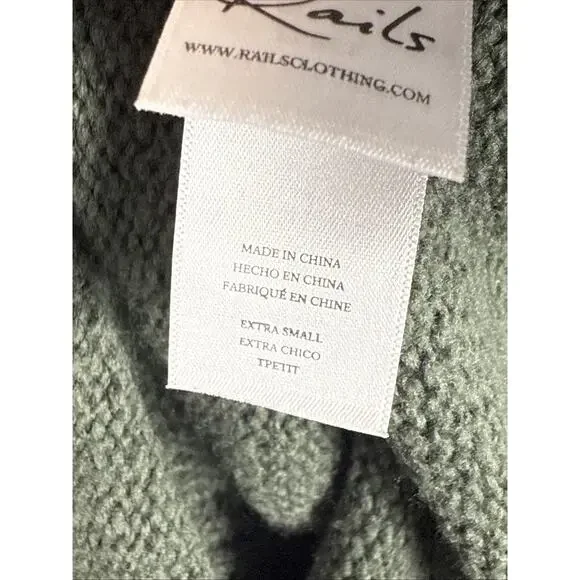 Rails
WWW.RAILSCLOTHING.COM
MADE IN CHINA
HECHO EN CHINA
FABRIQUÉ EN CHINE
EXTRA SMALL
EXTRA CHICO
TPETIT